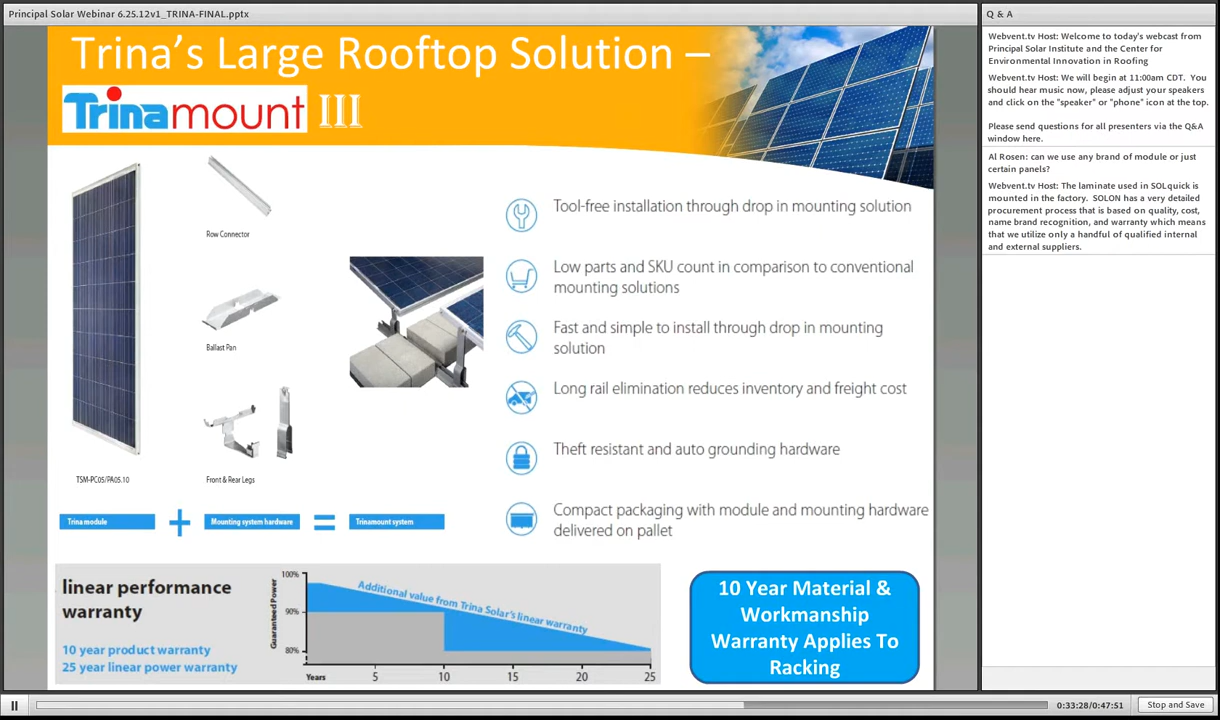 Principal Solar Webinar 6.25.12v1_TRINA-FINAL.pptx
Trina's Large Rooftop Solution –
Trinamount III
Row Connector
Ballast Pan
TSM-PC05/PA05.10
Front & Rear Legs
Trina module
+
Mounting system hardware
=
Trinamount system
Tool-free installation through drop in mounting solution
Low parts and SKU count in comparison to conventional
mounting solutions
Fast and simple to install through drop in mounting
solution
Long rail elimination reduces inventory and freight cost
Theft resistant and auto grounding hardware
Compact packaging with module and mounting hardware
delivered on pallet
linear performance
warranty
10 year product warranty
25 year linear power warranty
Guaranteed Power
100%
90%
80%
Additional value from Trina Solar's linear warranty
Years 5 10 15 20 25
10 Year Material &
Workmanship
Warranty Applies To
Racking
Q & A
Webvent.tv Host: Welcome to today's webcast from
Principal Solar Institute and the Center for
Environmental Innovation in Roofing
Webvent.tv Host: We will begin at 11:00am CDT. You
should hear music now, please adjust your speakers
and click on the "speaker" or "phone" icon at the top.
Please send questions for all presenters via the Q&A
window here.
Al Rosen: can we use any brand of module or just
certain panels?
Webvent.tv Host: The laminate used in SOLquick is
mounted in the factory. SOLON has a very detailed
procurement process that is based on quality, cost,
name brand recognition, and warranty which means
that we utilize only a handful of qualified internal
and external suppliers.
0:33:28/0:47:51
Stop and Save